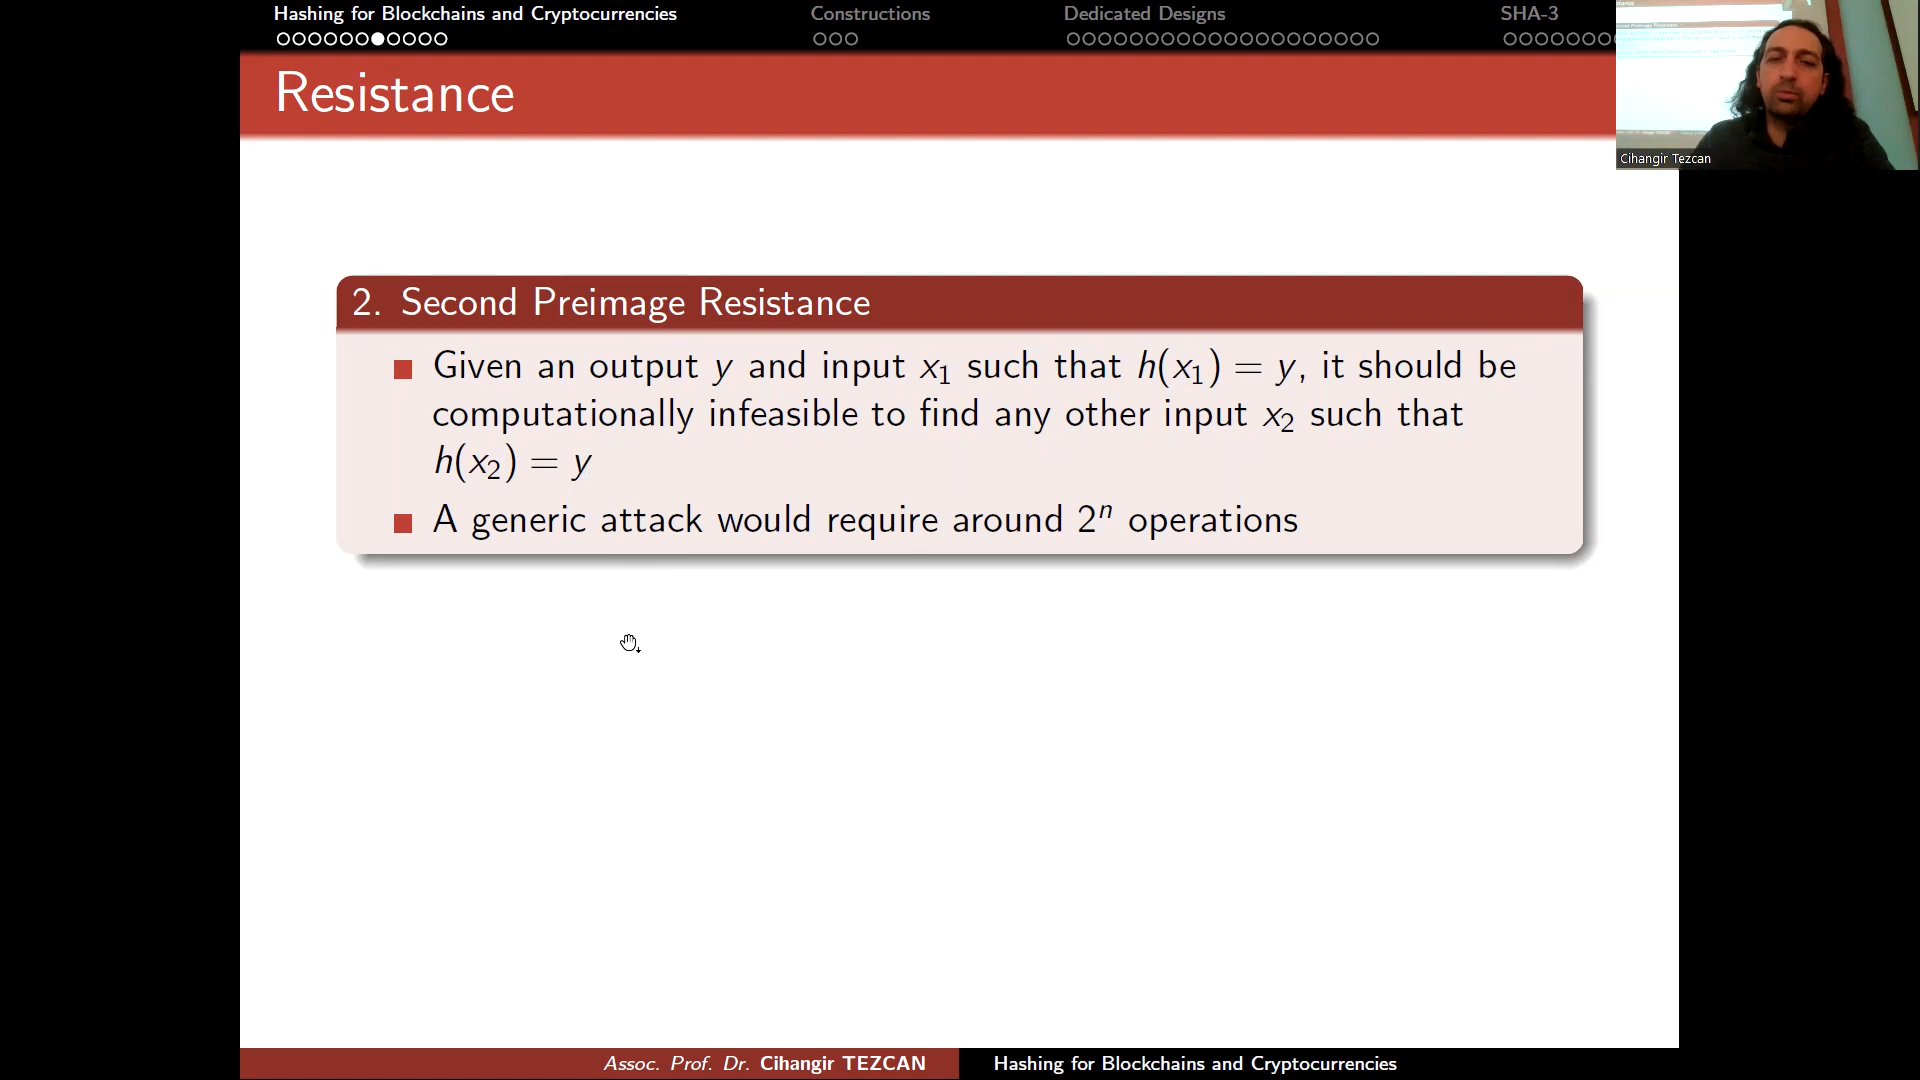 Hashing for Blockchains and Cryptocurrencies
Constructions
Dedicated Designs
SHA-3
Resistance
Cihangir Tezcan
2. Second Preimage Resistance
Given an output y and input x₁ such that h(x₁) = y, it should be
computationally infeasible to find any other input x₂ such that
h(x₂) = y
A generic attack would require around 2ⁿ operations
Assoc. Prof. Dr. Cihangir TEZCAN
Hashing for Blockchains and Cryptocurrencies